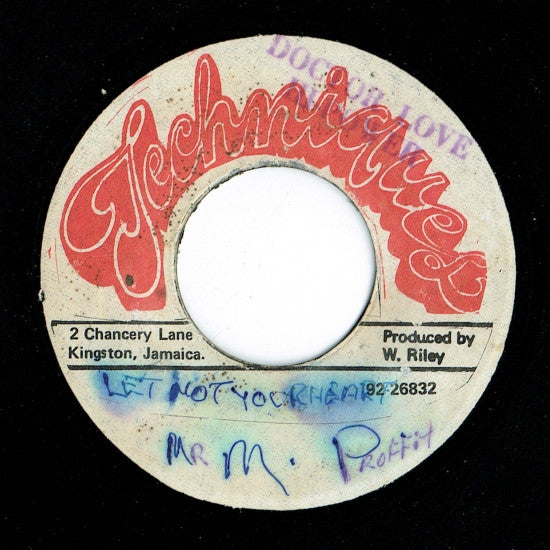 DOCTOR LOVE
Techniques
2 Chancery Lane
Kingston, Jamaica.
Produced by
W. Riley
92-26832
LET NOT YOUR HEART
MR M. PROFFIT